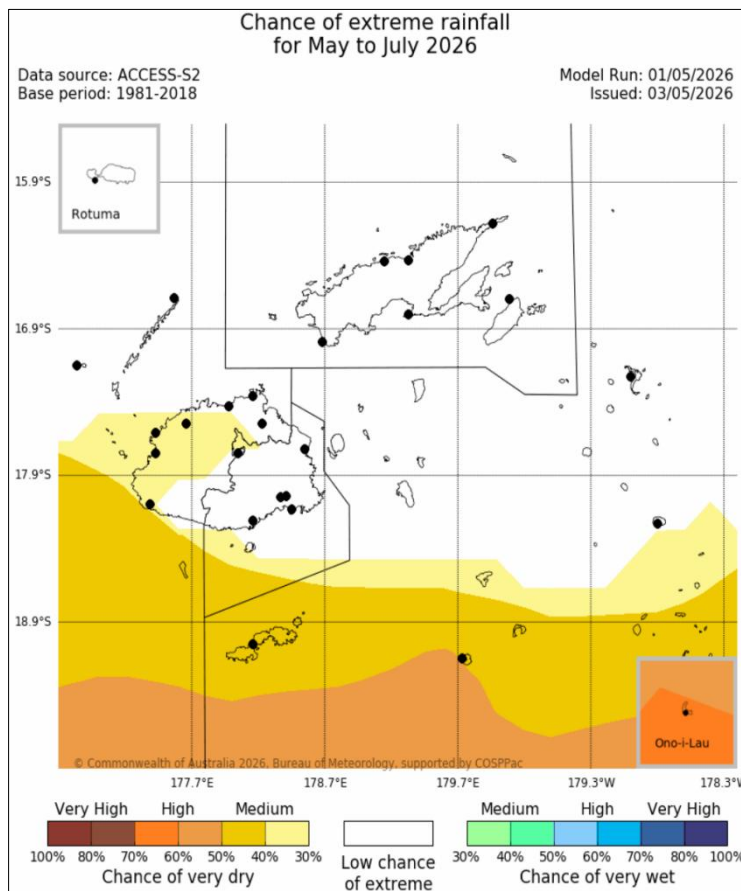 Chance of extreme rainfall
for May to July 2026
Data source: ACCESS-S2
Base period: 1981-2018
Model Run: 01/05/2026
Issued: 03/05/2026
15.9°S
Rotuma
16.9°S
17.9°S
18.9°S
Ono-i-Lau
© Commonwealth of Australia 2026, Bureau of Meteorology, supported by COSPPac
177.7°E 178.7°E 179.7°E 179.3°W 178.3°W
Very High High Medium
100% 80% 70% 60% 50% 40% 30%
Chance of very dry
Low chance
of extreme
Medium High Very High
30% 40% 50% 60% 70% 80% 100%
Chance of very wet